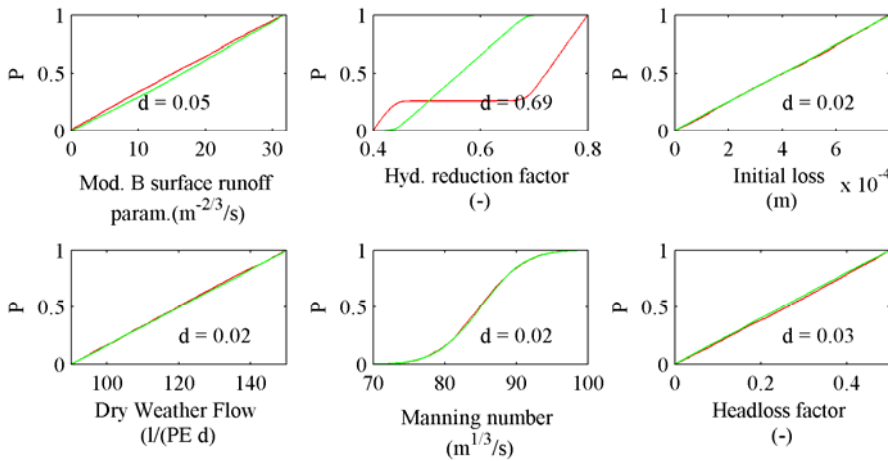 1
P
0.5
d = 0.05
0
0 10 20 30
Mod. B surface runoff
param.(m^-2/3/s)
1
P
0.5
d = 0.69
0
0.4 0.6 0.8
Hyd. reduction factor
(-)
1
P
0.5
d = 0.02
0
0 2 4 6
Initial loss x 10^-4
(m)
1
P
0.5
d = 0.02
0
100 120 140
Dry Weather Flow
(l/(PE d)
1
P
0.5
d = 0.02
0
70 80 90 100
Manning number
(m^1/3/s)
1
P
0.5
d = 0.03
0
0 0.2 0.4
Headloss factor
(-)